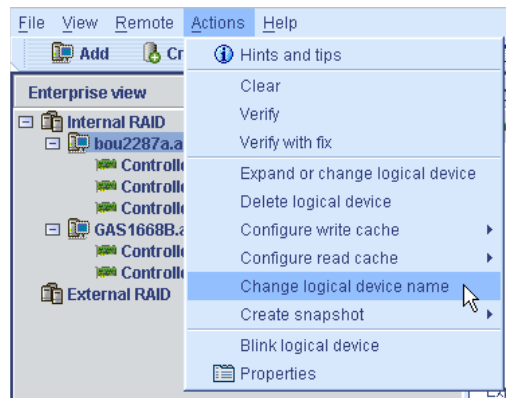 File View Remote Actions Help
Add
Hints and tips
Enterprise view
Clear
Verify
Verify with fix
Expand or change logical device
Delete logical device
Configure write cache
Configure read cache
Change logical device name
Create snapshot
Blink logical device
Properties
Internal RAID
bou2287a.a
Controlle
Controlle
Controlle
GAS1668B.a
Controlle
Controlle
External RAID